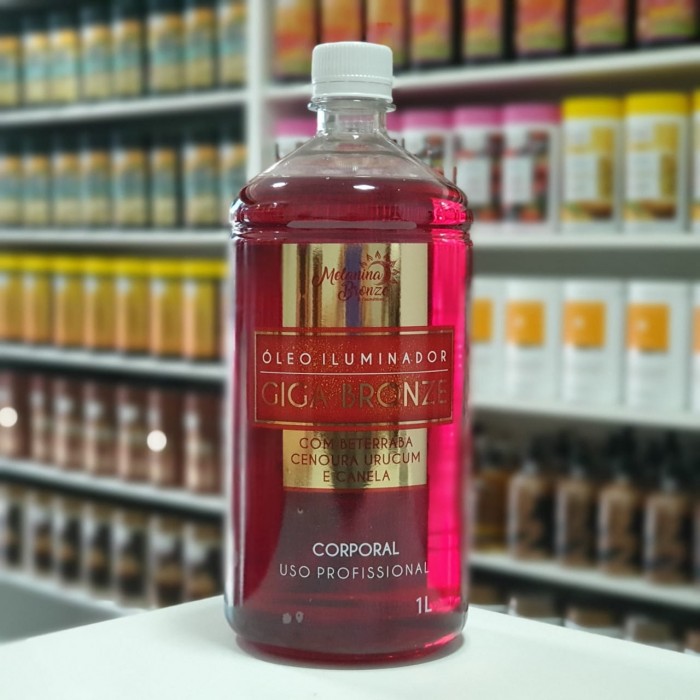 Melanina
Bronze
ÓLEO ILUMINADOR
GIGA BRONZE
COM BETERRABA
CENOURA URUCUM
E CANELA
CORPORAL
USO PROFISSIONAL
1L